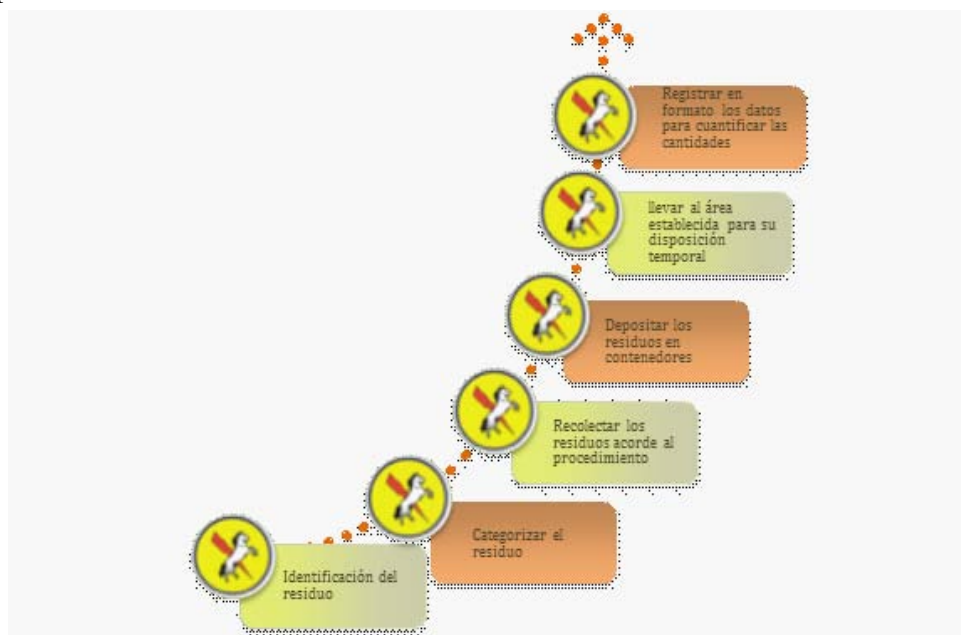 Registrar en
formato los datos
para cuantificar las
cantidades
llevar al área
establecida para su
disposición
temporal
Depositar los
residuos en
contenedores
Recolectar los
residuos acorde al
procedimiento
Categorizar el
residuo
Identificación del
residuo